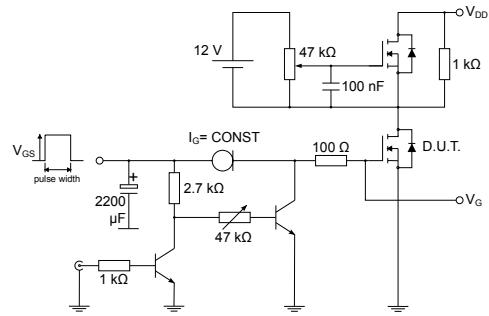 V_DD
12 V
47 kΩ
1 kΩ
100 nF
I_G= CONST
100 Ω
D.U.T.
V_GS
pulse width
+
2200
μF
2.7 kΩ
47 kΩ
V_G
1 kΩ